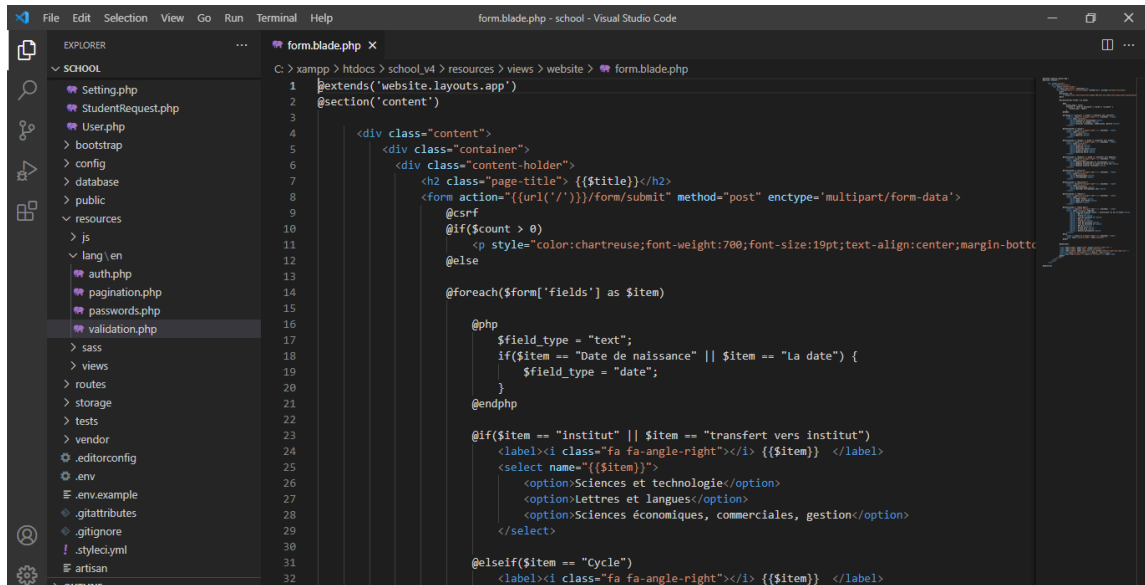 File Edit Selection View Go Run Terminal Help form.blade.php - school - Visual Studio Code
EXPLORER
SCHOOL
Setting.php
StudentRequest.php
User.php
bootstrap
config
database
public
resources
js
lang\en
auth.php
pagination.php
passwords.php
validation.php
sass
views
routes
storage
tests
vendor
.editorconfig
.env
.env.example
.gitattributes
.gitignore
.styleci.yml
artisan
form.blade.php
C: > xampp > htdocs > school_v4 > resources > views > website > form.blade.php
1 @extends('website.layouts.app')
2 @section('content')
3
4 <div class="content">
5 <div class="container">
6 <div class="content-holder">
7 <h2 class="page-title"> {{$title}}</h2>
8 <form action="{{url('/')}}/form/submit" method="post" enctype='multipart/form-data'>
9 @csrf
10 @if($count > 0)
11 <p style="color:chartreuse;font-weight:700;font-size:19pt;text-align:center;margin-botto
12 @else
13
14 @foreach($form['fields'] as $item)
15
16 @php
17 $field_type = "text";
18 if($item == "Date de naissance" || $item == "La date") {
19 $field_type = "date";
20 }
21 @endphp
22
23 @if($item == "institut" || $item == "transfert vers institut")
24 <label><i class="fa fa-angle-right"></i> {{$item}} </label>
25 <select name="{{$item}}">
26 <option>Sciences et technologie</option>
27 <option>Lettres et langues</option>
28 <option>Sciences économiques, commerciales, gestion</option>
29 </select>
30
31 @elseif($item == "Cycle")
32 <label><i class="fa fa-angle-right"></i> {{$item}} </label>